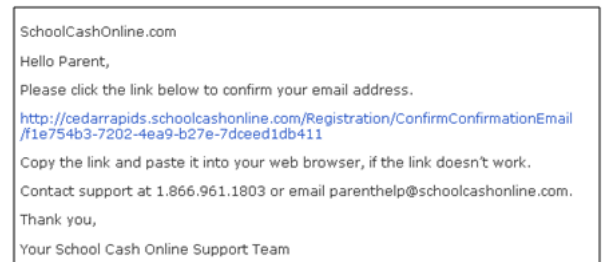 SchoolCashOnline.com
Hello Parent,
Please click the link below to confirm your email address.
http://cedarrapids.schoolcashonline.com/Registration/ConfirmConfirmationEmail
/f1e754b3-7202-4ea9-b27e-7dceed1db411
Copy the link and paste it into your web browser, if the link doesn't work.
Contact support at 1.866.961.1803 or email parenthelp@schoolcashonline.com.
Thank you,
Your School Cash Online Support Team